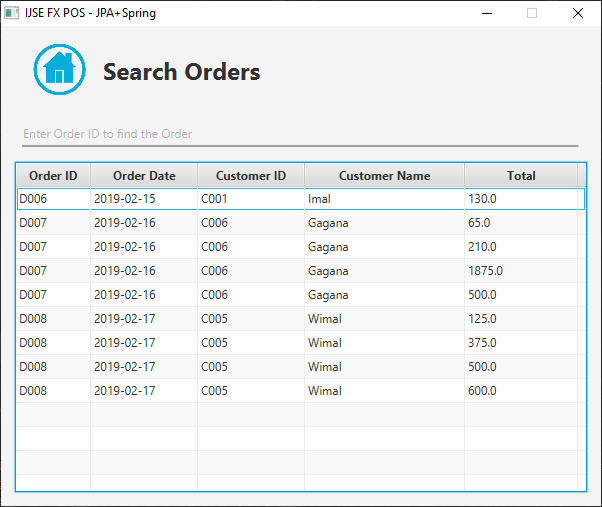 IJSE FX POS - JPA+Spring
Search Orders
Enter Order ID to find the Order
Order ID Order Date Customer ID Customer Name Total
D006 2019-02-15 C001 Imal 130.0
D007 2019-02-16 C006 Gagana 65.0
D007 2019-02-16 C006 Gagana 210.0
D007 2019-02-16 C006 Gagana 1875.0
D007 2019-02-16 C006 Gagana 500.0
D008 2019-02-17 C005 Wimal 125.0
D008 2019-02-17 C005 Wimal 375.0
D008 2019-02-17 C005 Wimal 500.0
D008 2019-02-17 C005 Wimal 600.0